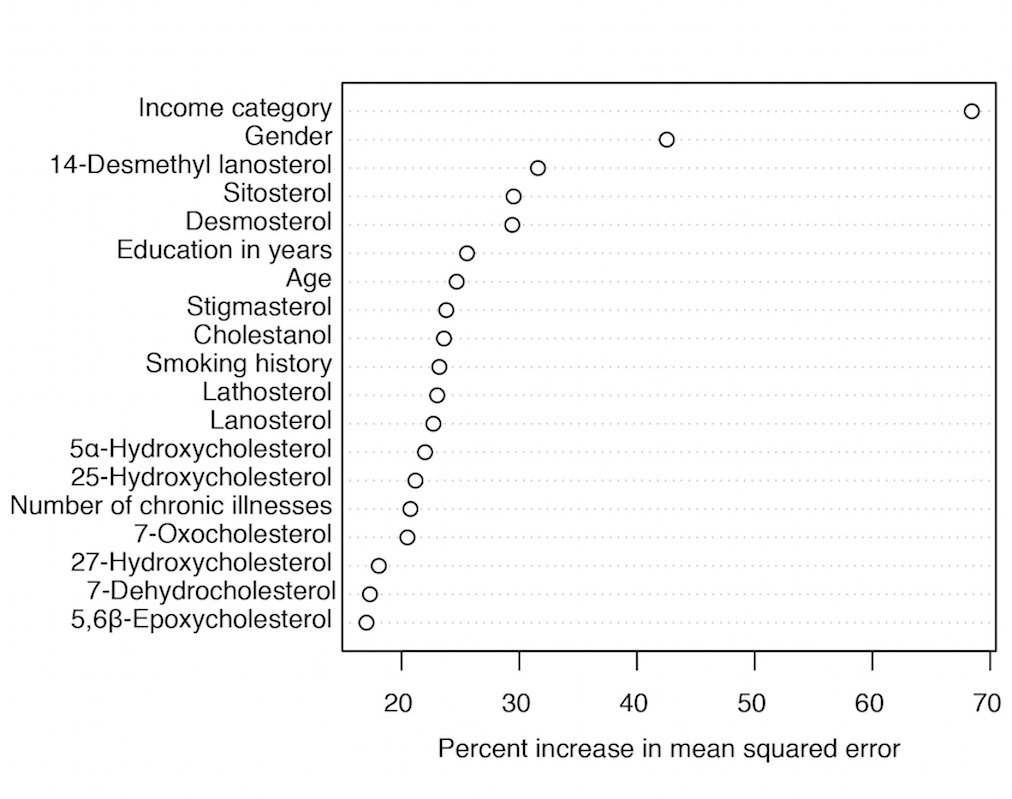 Income category
Gender
14-Desmethyl lanosterol
Sitosterol
Desmosterol
Education in years
Age
Stigmasterol
Cholestanol
Smoking history
Lathosterol
Lanosterol
5α-Hydroxycholesterol
25-Hydroxycholesterol
Number of chronic illnesses
7-Oxocholesterol
27-Hydroxycholesterol
7-Dehydrocholesterol
5,6β-Epoxycholesterol
20 30 40 50 60 70
Percent increase in mean squared error